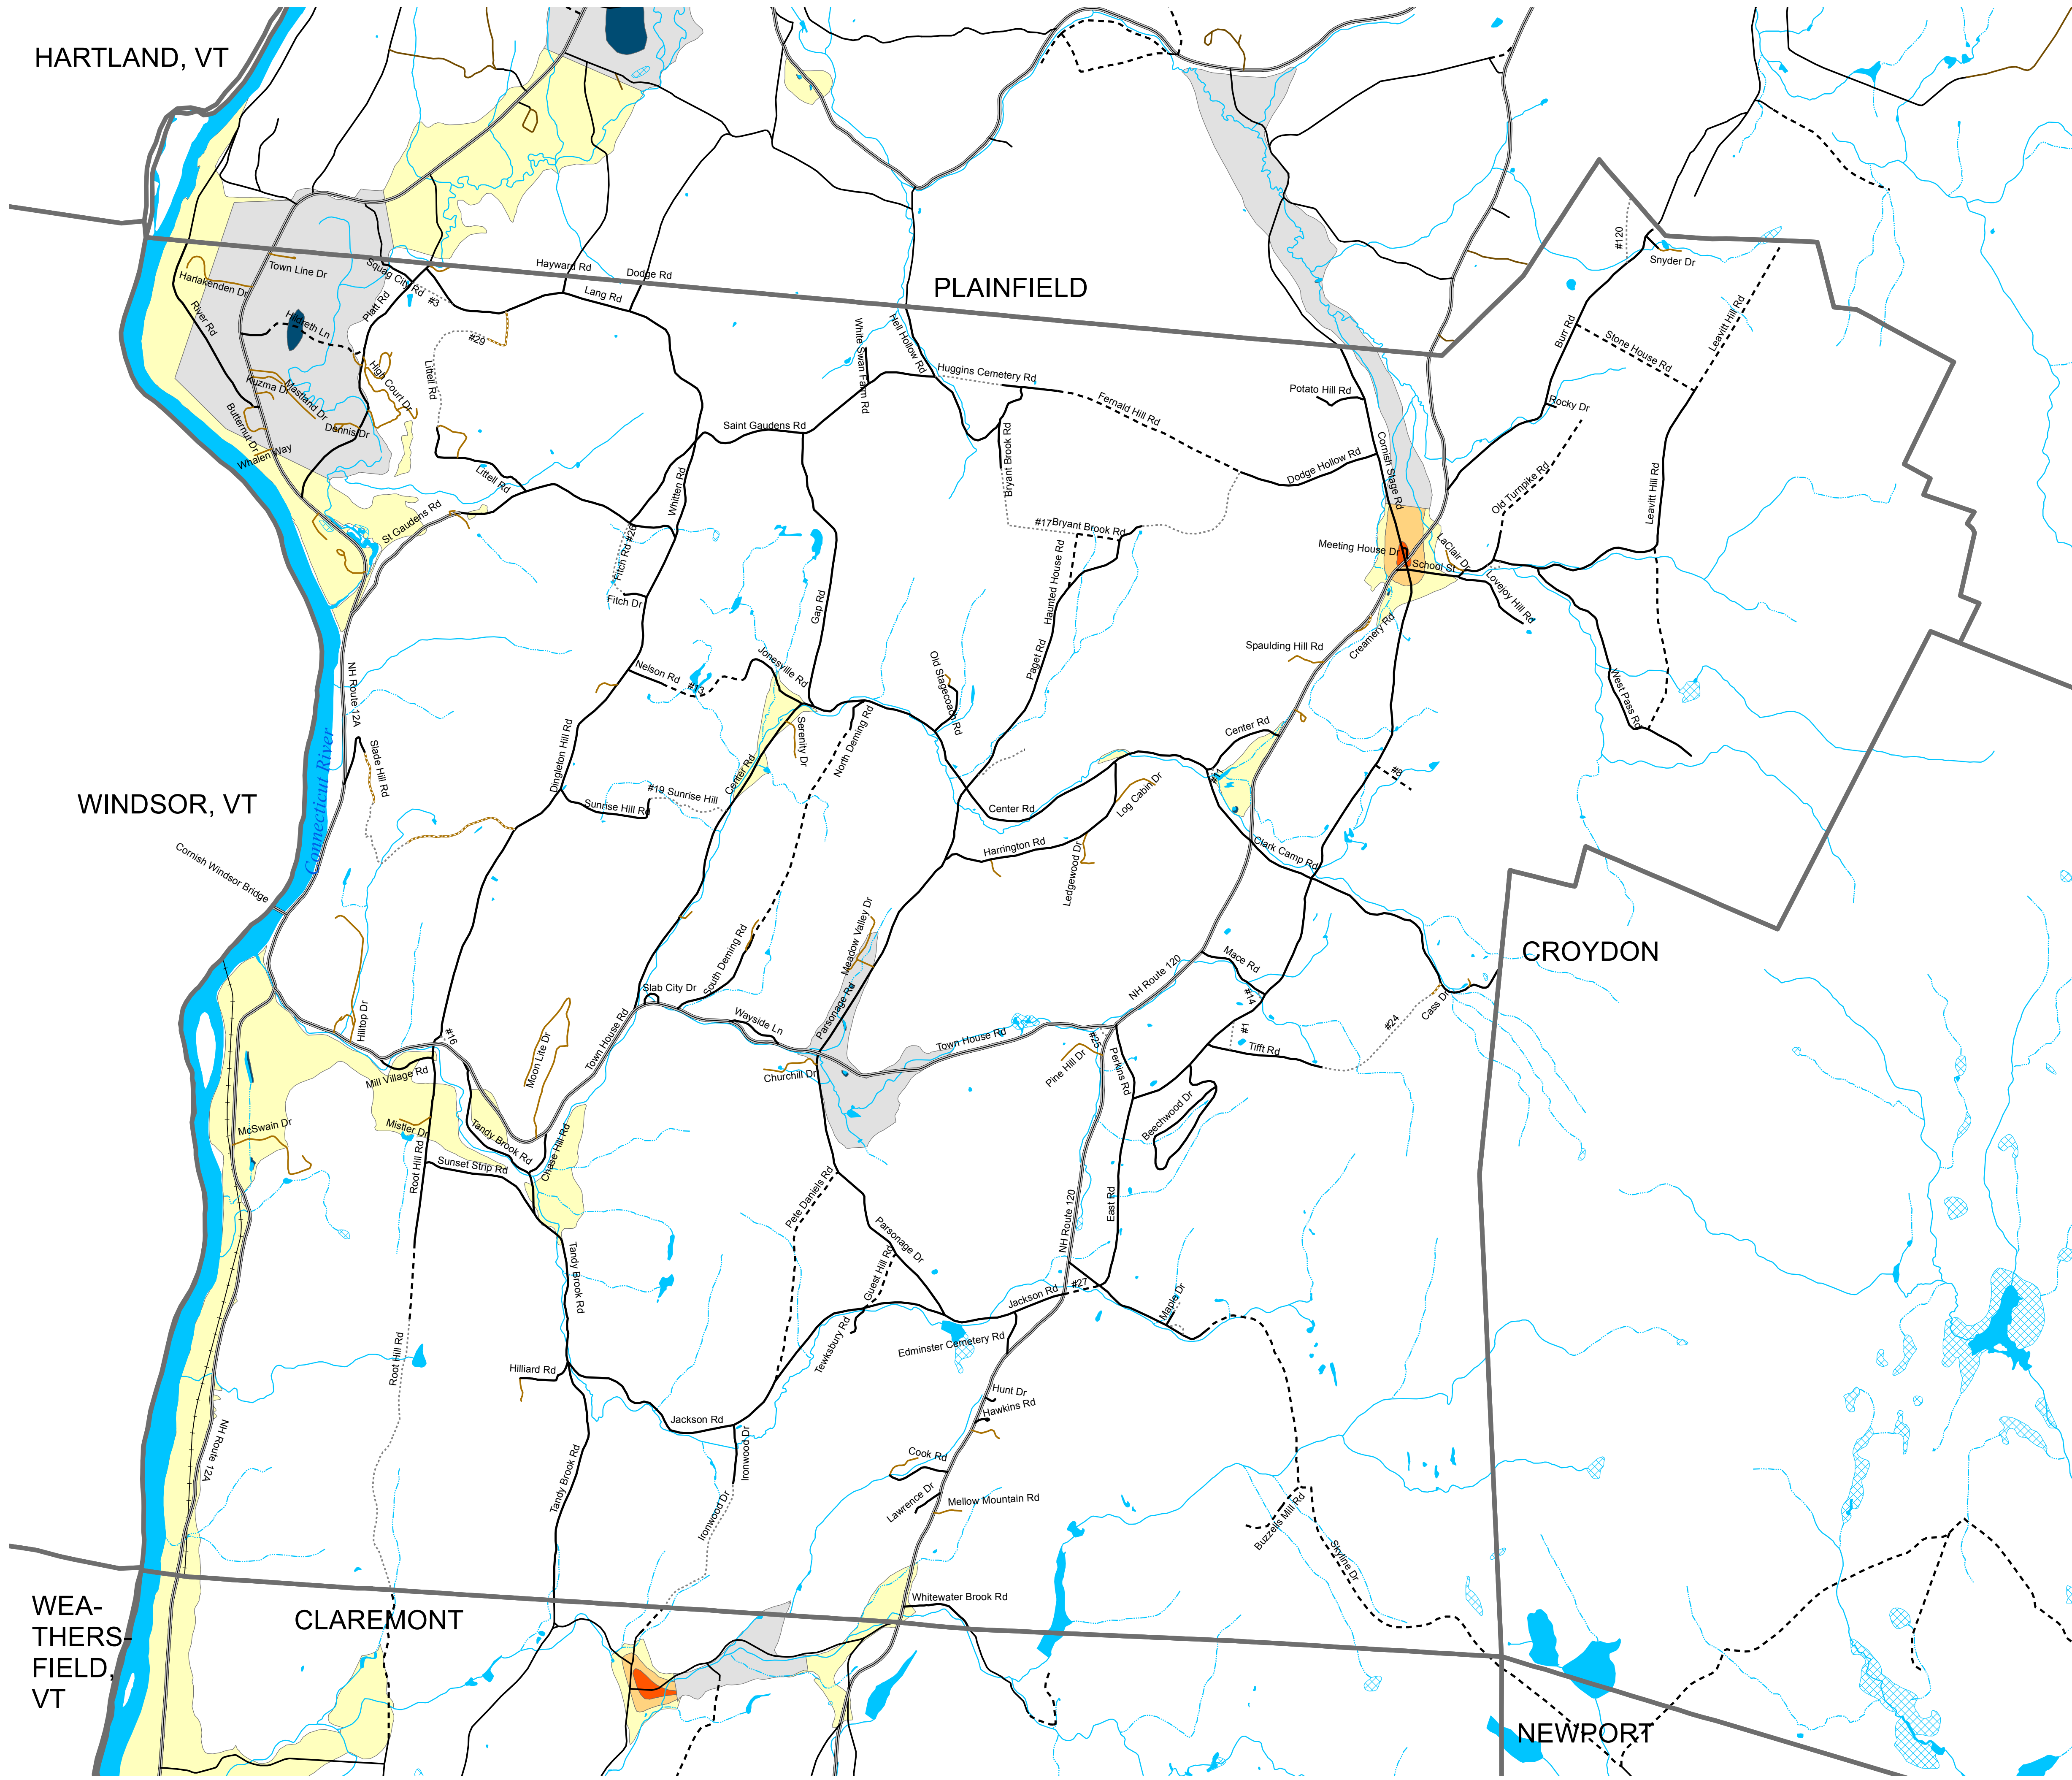 HARTLAND, VT
#120
Snyder Dr
Town Line Dr
Squag City Rd
Hayward Rd
Dodge Rd
Harlakenden Dr
#3
Lang Rd
PLAINFIELD
River Rd
Platt Rd
Hildreth Ln
Hell Hollow Rd
Burr Rd
Leavitt Hill Rd
#29
White Swan Farm Rd
Stone House Rd
Littell Rd
High Court Dr
Huggins Cemetery Rd
Kuzma Dr
Masfland Dr
Potato Hill Rd
Fernald Hill Rd
Rocky Dr
Butternut Dr
Dennis Dr
Saint Gaudens Rd
Cornish Stage Rd
Whalen Way
Bryant Brook Rd
Littell Rd
Whitten Rd
Dodge Hollow Rd
Old Turnpike Rd
Leavitt Hill Rd
St Gaudens Rd
#17
Bryant Brook Rd
Fitch Rd #26
Meeting House Dr
LaClair Dr
School St
Haunted House Rd
Fitch Dr
Lovejoy Hill Rd
Gap Rd
Creamery Rd
Spaulding Hill Rd
Nelson Rd
#13
Jonesville Rd
Old Stagecoach Rd
Paget Rd
NH Route 12A
West Pass Rd
Serenity Dr
North Deming Rd
Center Rd
Dingleton Hill Rd
Slade Hill Rd
Center Rd
#11
#8
WINDSOR, VT
Connecticut River
#19 Sunrise Hill
Sunrise Hill Rd
Center Rd
Log Cabin Dr
Cornish Windsor Bridge
Harrington Rd
Clark Camp Rd
Ledgewood Dr
Meadow Valley Dr
CROYDON
South Deming Rd
Mace Rd
NH Route 120
Slab City Dr
#14
Parsonage Rd
Cass Dr
Hilltop Dr
Wayside Ln
#16
Town House Rd
Town House Rd
#1
#24
#25
Moon Lite Dr
Tifft Rd
Mill Village Rd
Churchill Dr
Pine Hill Dr
Perkins Rd
McSwain Dr
Mistler Dr
Tandy Brook Rd
Beechwood Dr
Root Hill Rd
Sunset Strip Rd
Chase Hill Rd
Pete Daniels Rd
East Rd
NH Route 120
Parsonage Dr
Tandy Brook Rd
Guest Hill Rd
#27
Jackson Rd
Maple Dr
Root Hill Rd
Tewksbury Rd
Edminster Cemetery Rd
Hilliard Rd
Hunt Dr
Hawkins Rd
Jackson Rd
NH Route 12A
Ironwood Dr
Tandy Brook Rd
Cook Rd
Lawrence Dr
Mellow Mountain Rd
Ironwood Dr
Buzzells Mill Rd
Skyline Dr
Whitewater Brook Rd
WEA-
THERS-
FIELD,
VT
CLAREMONT
NEWPORT